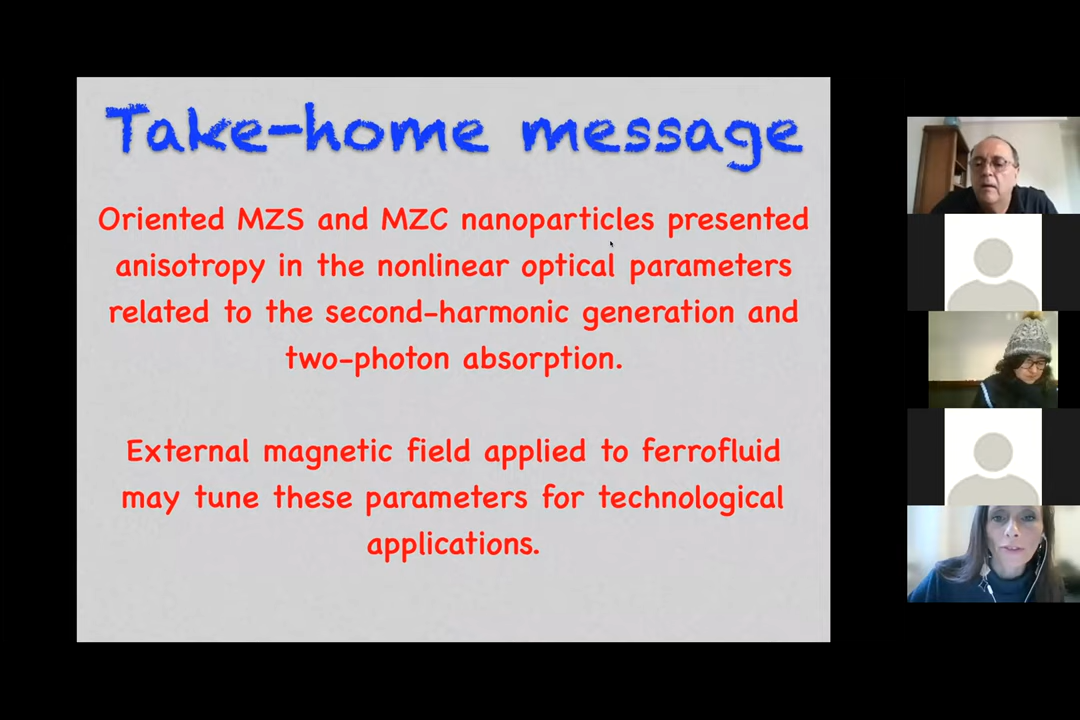 Take-home message
Oriented MZS and MZC nanoparticles presented
anisotropy in the nonlinear optical parameters
related to the second-harmonic generation and
two-photon absorption.
External magnetic field applied to ferrofluid
may tune these parameters for technological
applications.